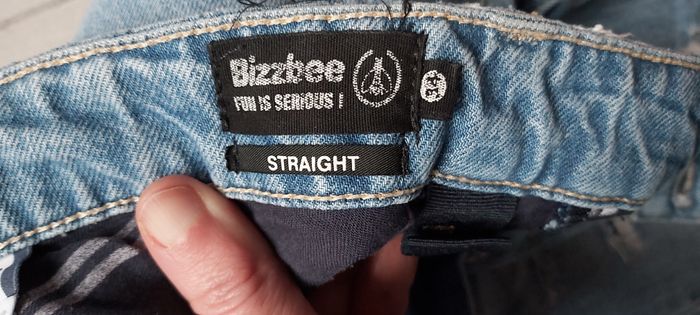 Bizzbee
FUN IS SERIOUS !
STRAIGHT